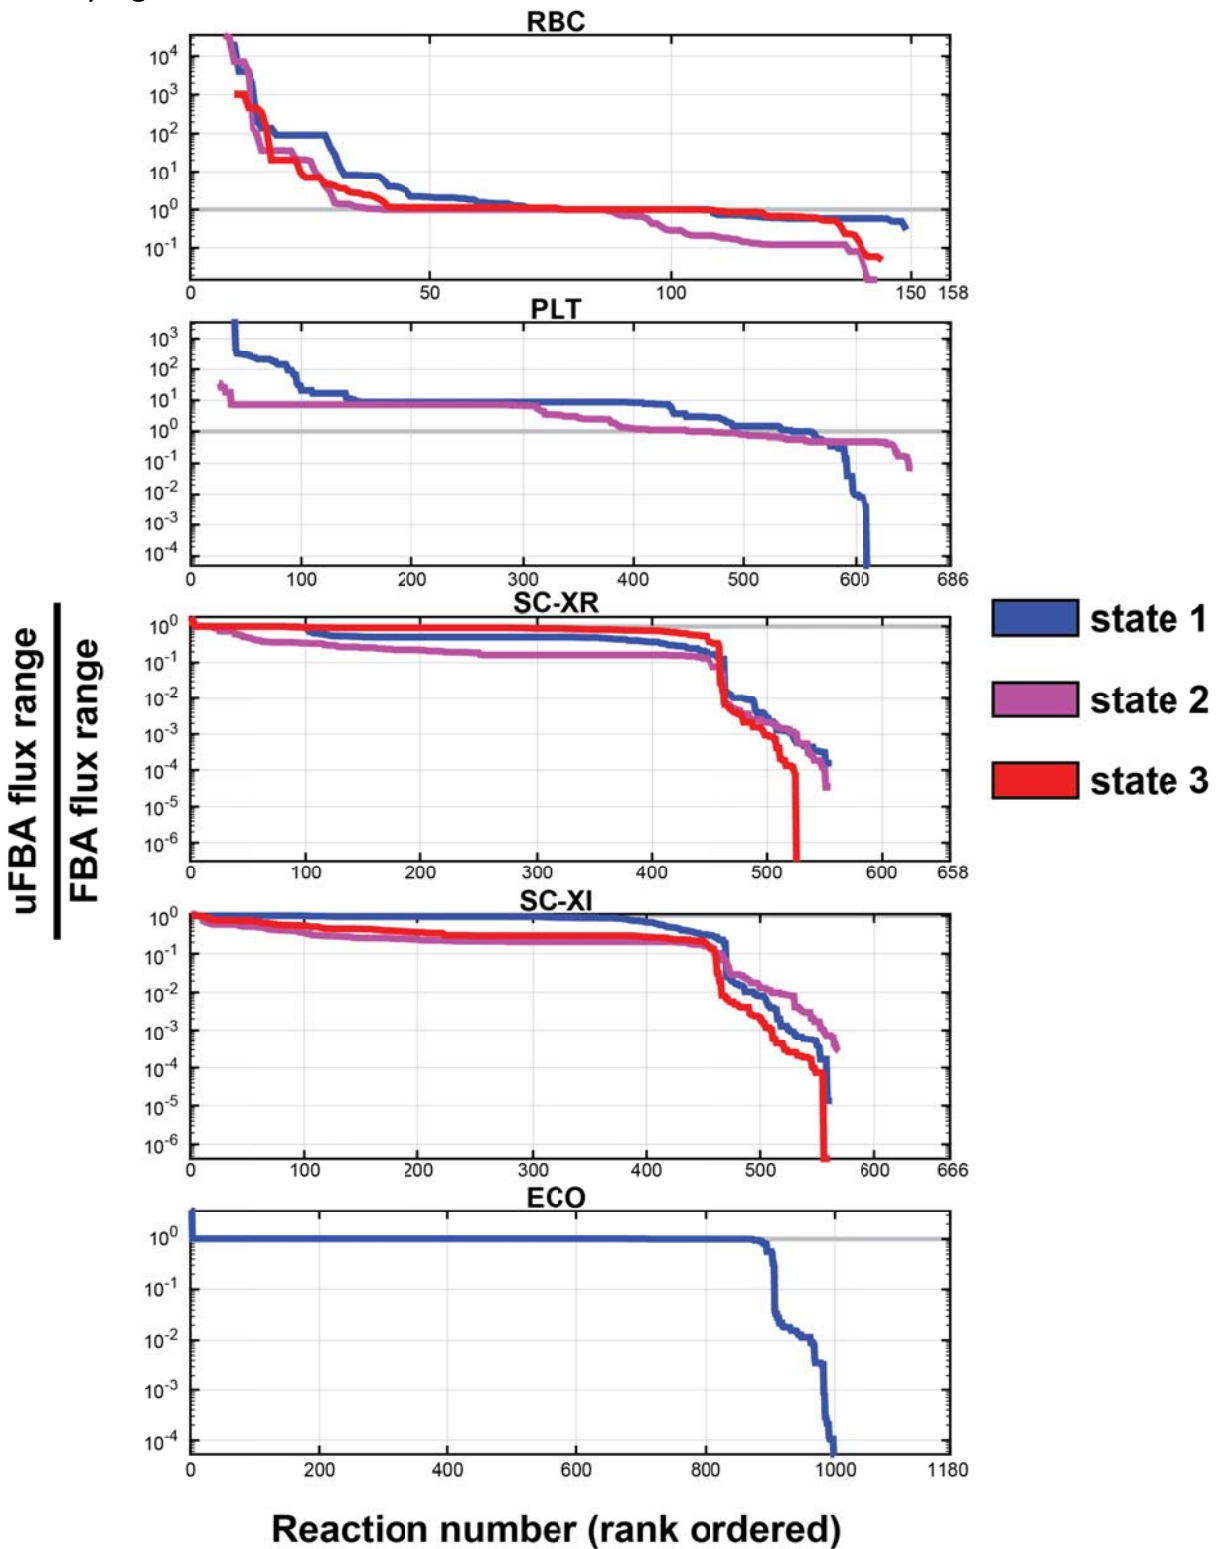 RBC
10^4
10^3
10^2
10^1
10^0
10^-1
0 50 100 150 158
PLT
10^3
10^2
10^1
10^0
10^-1
10^-2
10^-3
10^-4
0 100 200 300 400 500 600 686
SC-XR
10^0
10^-1
10^-2
10^-3
10^-4
10^-5
10^-6
0 100 200 300 400 500 600 658
SC-XI
10^0
10^-1
10^-2
10^-3
10^-4
10^-5
10^-6
0 100 200 300 400 500 600 666
ECO
10^0
10^-1
10^-2
10^-3
10^-4
0 200 400 600 800 1000 1180
Reaction number (rank ordered)
uFBA flux range
FBA flux range
state 1
state 2
state 3